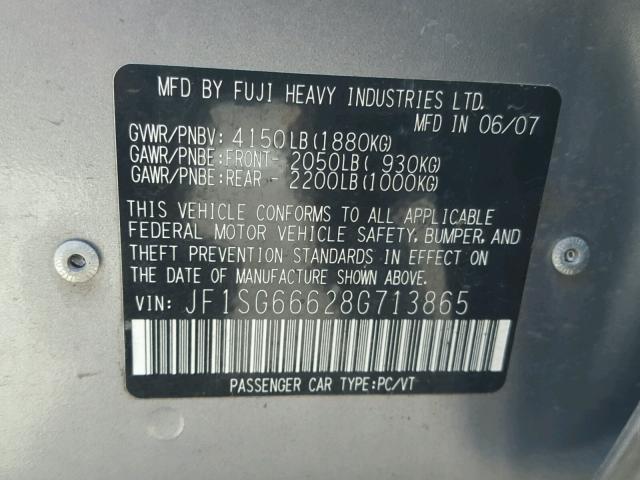 MFD BY FUJI HEAVY INDUSTRIES LTD.
MFD IN 06/07
GVWR/PNBV: 4150LB(1880KG)
GAWR/PNBE:FRONT- 2050LB( 930KG)
GAWR/PNBE:REAR - 2200LB(1000KG)
THIS VEHICLE CONFORMS TO ALL APPLICABLE
FEDERAL MOTOR VEHICLE SAFETY, BUMPER, AND
THEFT PREVENTION STANDARDS IN EFFECT ON
THE DATE OF MANUFACTURE SHOWN ABOVE.
VIN: JF1SG66628G713865
PASSENGER CAR TYPE:PC/VT